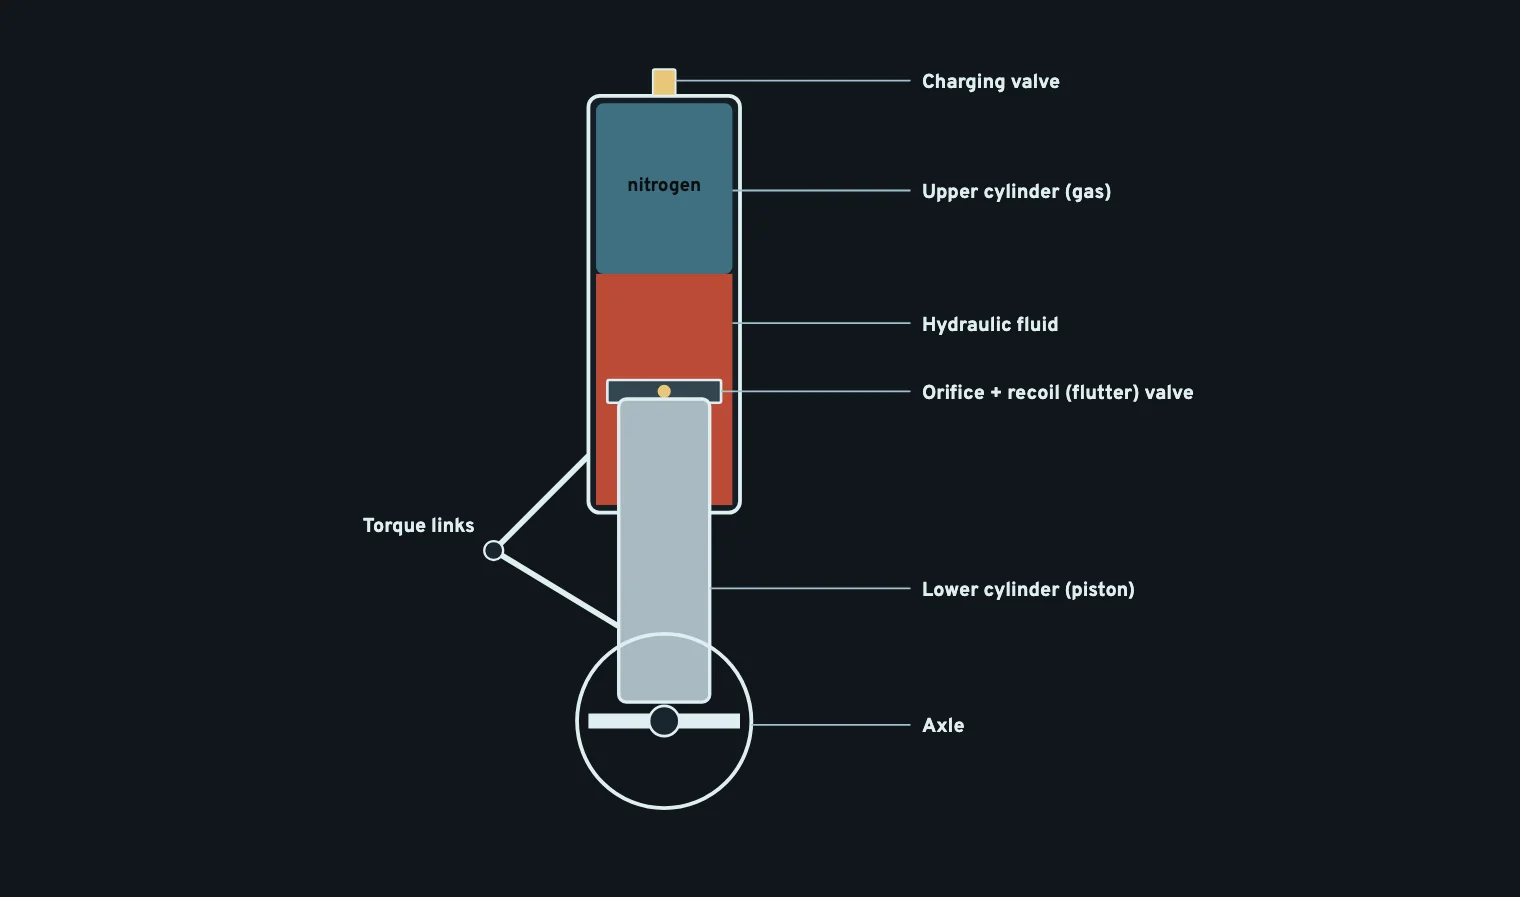 Charging valve
nitrogen
Upper cylinder (gas)
Hydraulic fluid
Orifice + recoil (flutter) valve
Torque links
Lower cylinder (piston)
Axle